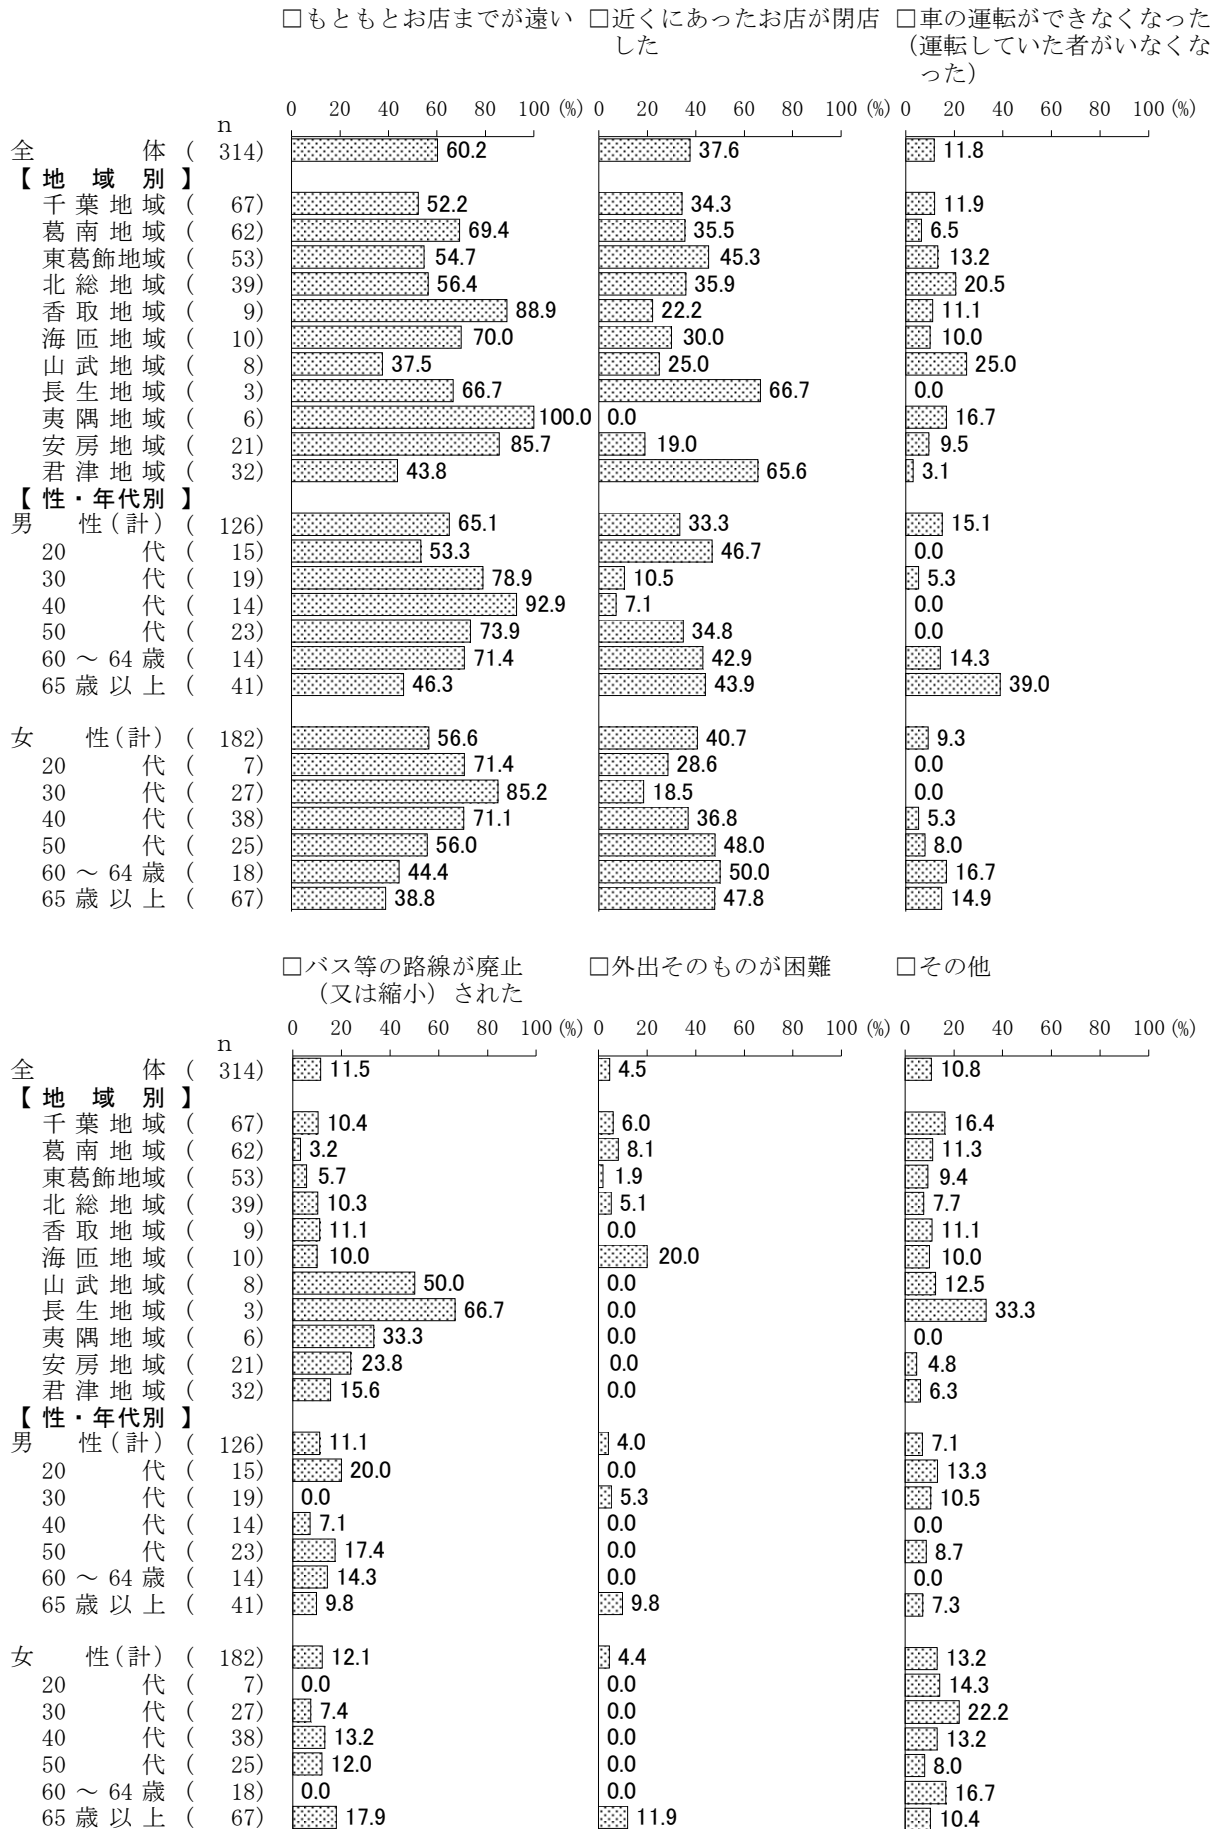 □もともとお店までが遠い □近くにあったお店が閉店 □車の運転ができなくなった
した （運転していた者がいなくな
った）
0 20 40 60 80 100 (%) 0 20 40 60 80 100 (%) 0 20 40 60 80 100 (%)
n
全体 ( 314) 60.2 37.6 11.8
【地域別】
千葉地域 ( 67) 52.2 34.3 11.9
葛南地域 ( 62) 69.4 35.5 6.5
東葛飾地域 ( 53) 54.7 45.3 13.2
北総地域 ( 39) 56.4 35.9 20.5
香取地域 ( 9) 88.9 22.2 11.1
海匝地域 ( 10) 70.0 30.0 10.0
山武地域 ( 8) 37.5 25.0 25.0
長生地域 ( 3) 66.7 66.7 0.0
夷隅地域 ( 6) 100.0 0.0 16.7
安房地域 ( 21) 85.7 19.0 9.5
君津地域 ( 32) 43.8 65.6 3.1
【性・年代別】
男性(計) ( 126) 65.1 33.3 15.1
20代 ( 15) 53.3 46.7 0.0
30代 ( 19) 78.9 10.5 5.3
40代 ( 14) 92.9 7.1 0.0
50代 ( 23) 73.9 34.8 0.0
60～64歳 ( 14) 71.4 42.9 14.3
65歳以上 ( 41) 46.3 43.9 39.0
女性(計) ( 182) 56.6 40.7 9.3
20代 ( 7) 71.4 28.6 0.0
30代 ( 27) 85.2 18.5 0.0
40代 ( 38) 71.1 36.8 5.3
50代 ( 25) 56.0 48.0 8.0
60～64歳 ( 18) 44.4 50.0 16.7
65歳以上 ( 67) 38.8 47.8 14.9
□バス等の路線が廃止 □外出そのものが困難 □その他
（又は縮小）された
0 20 40 60 80 100 (%) 0 20 40 60 80 100 (%) 0 20 40 60 80 100 (%)
n
全体 ( 314) 11.5 4.5 10.8
【地域別】
千葉地域 ( 67) 10.4 6.0 16.4
葛南地域 ( 62) 3.2 8.1 11.3
東葛飾地域 ( 53) 5.7 1.9 9.4
北総地域 ( 39) 10.3 5.1 7.7
香取地域 ( 9) 11.1 0.0 11.1
海匝地域 ( 10) 10.0 20.0 10.0
山武地域 ( 8) 50.0 0.0 12.5
長生地域 ( 3) 66.7 0.0 33.3
夷隅地域 ( 6) 33.3 0.0 0.0
安房地域 ( 21) 23.8 0.0 4.8
君津地域 ( 32) 15.6 0.0 6.3
【性・年代別】
男性(計) ( 126) 11.1 4.0 7.1
20代 ( 15) 20.0 0.0 13.3
30代 ( 19) 0.0 5.3 10.5
40代 ( 14) 7.1 0.0 0.0
50代 ( 23) 17.4 0.0 8.7
60～64歳 ( 14) 14.3 0.0 0.0
65歳以上 ( 41) 9.8 9.8 7.3
女性(計) ( 182) 12.1 4.4 13.2
20代 ( 7) 0.0 0.0 14.3
30代 ( 27) 7.4 0.0 22.2
40代 ( 38) 13.2 0.0 13.2
50代 ( 25) 12.0 0.0 8.0
60～64歳 ( 18) 0.0 0.0 16.7
65歳以上 ( 67) 17.9 11.9 10.4